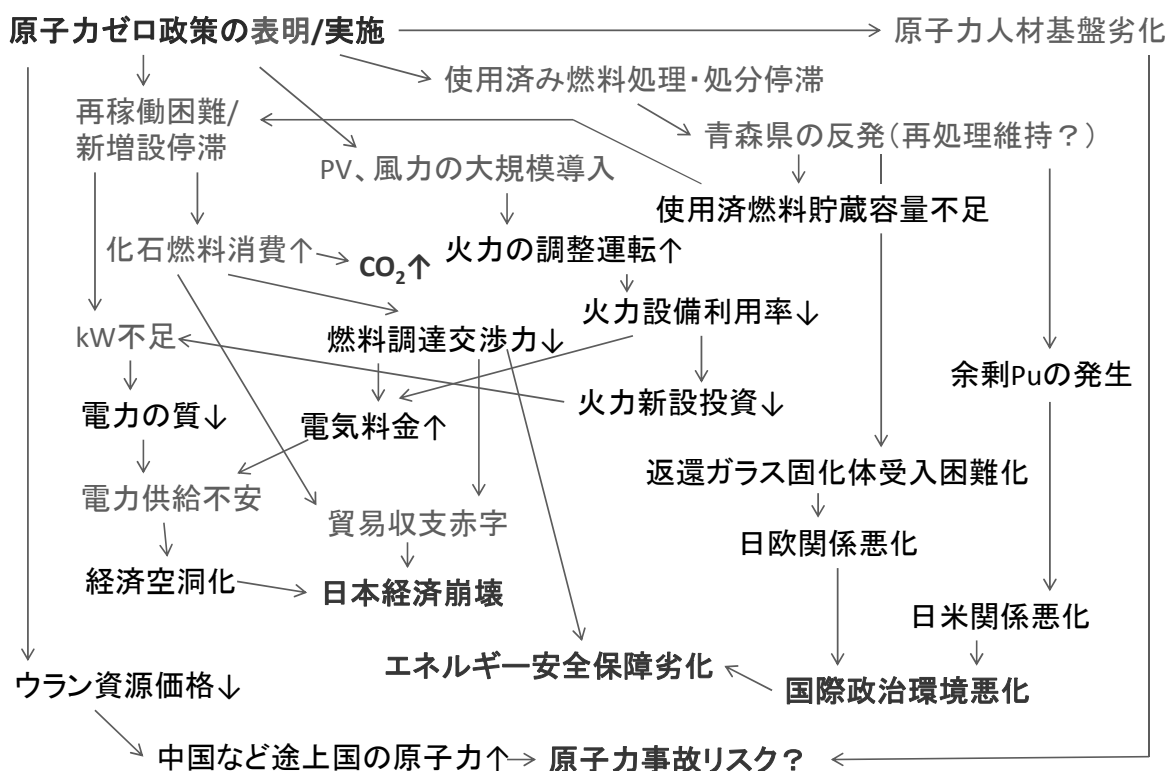 原子力ゼロ政策の表明/実施
原子力人材基盤劣化
使用済み燃料処理・処分停滞
再稼働困難/
新増設停滞
青森県の反発(再処理維持?)
PV、風力の大規模導入
使用済燃料貯蔵容量不足
化石燃料消費↑
CO₂↑
火力の調整運転↑
火力設備利用率↓
kW不足
燃料調達交渉力↓
余剰Puの発生
火力新設投資↓
電力の質↓
電気料金↑
返還ガラス固化体受入困難化
電力供給不安
貿易収支赤字
日欧関係悪化
経済空洞化
日本経済崩壊
日米関係悪化
エネルギー安全保障劣化
ウラン資源価格↓
国際政治環境悪化
中国など途上国の原子力↑
原子力事故リスク?